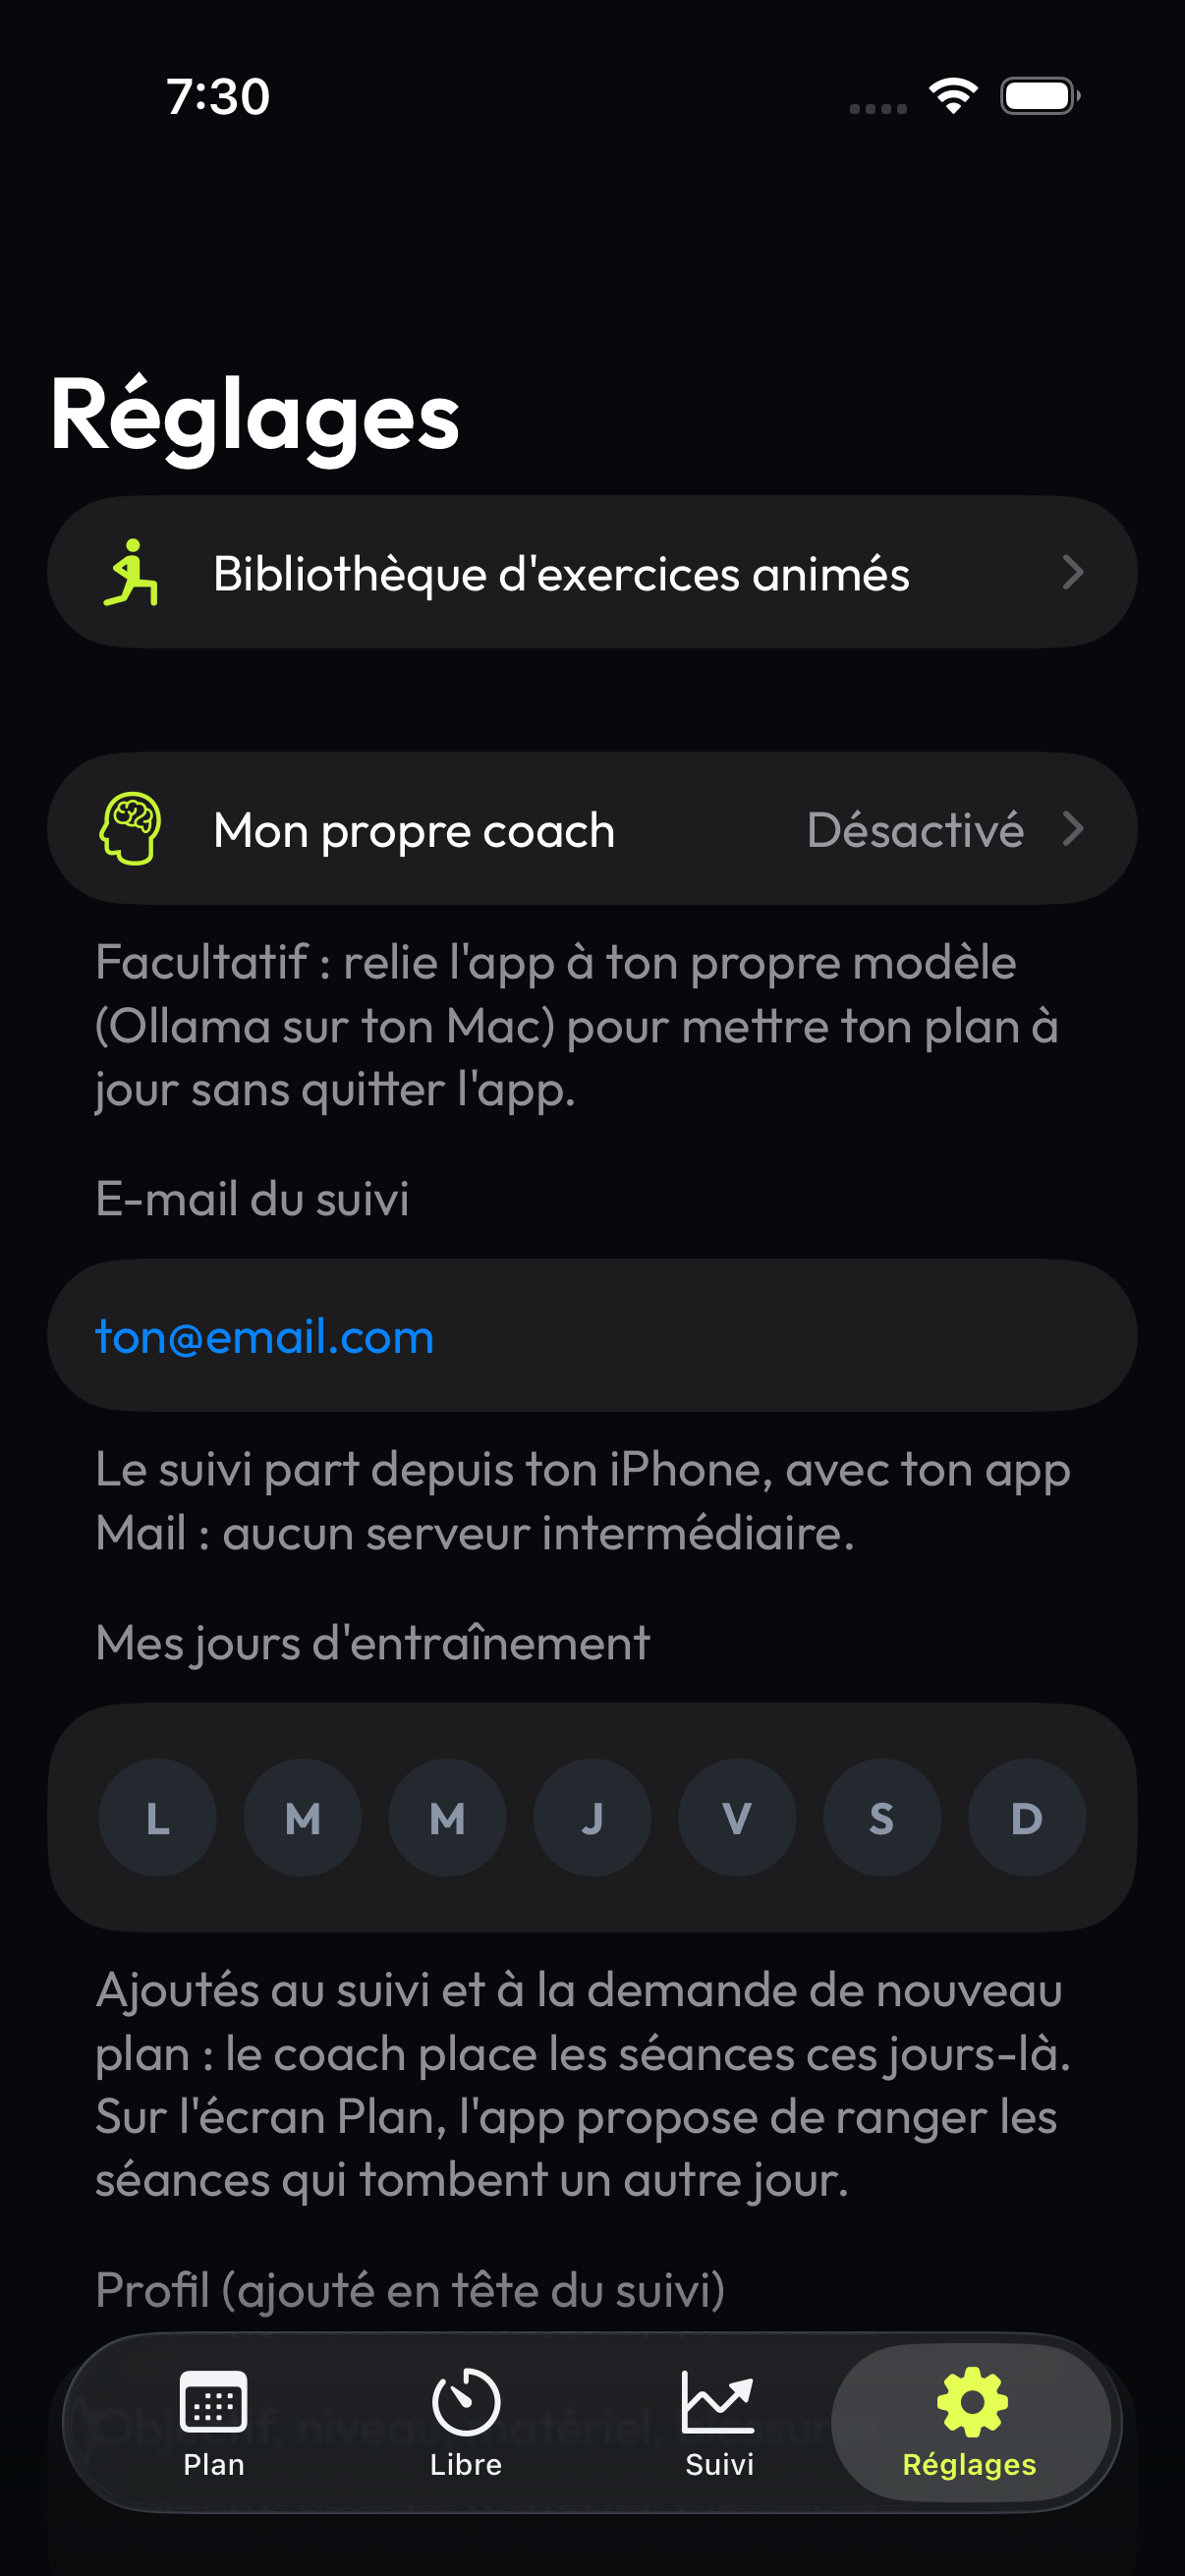 7:30
Réglages
Bibliothèque d'exercices animés
Mon propre coach Désactivé
Facultatif : relie l'app à ton propre modèle
(Ollama sur ton Mac) pour mettre ton plan à
jour sans quitter l'app.
E-mail du suivi
ton@email.com
Le suivi part depuis ton iPhone, avec ton app
Mail : aucun serveur intermédiaire.
Mes jours d'entraînement
L M M J V S D
Ajoutés au suivi et à la demande de nouveau
plan : le coach place les séances ces jours-là.
Sur l'écran Plan, l'app propose de ranger les
séances qui tombent un autre jour.
Profil (ajouté en tête du suivi)
Plan Libre Suivi Réglages